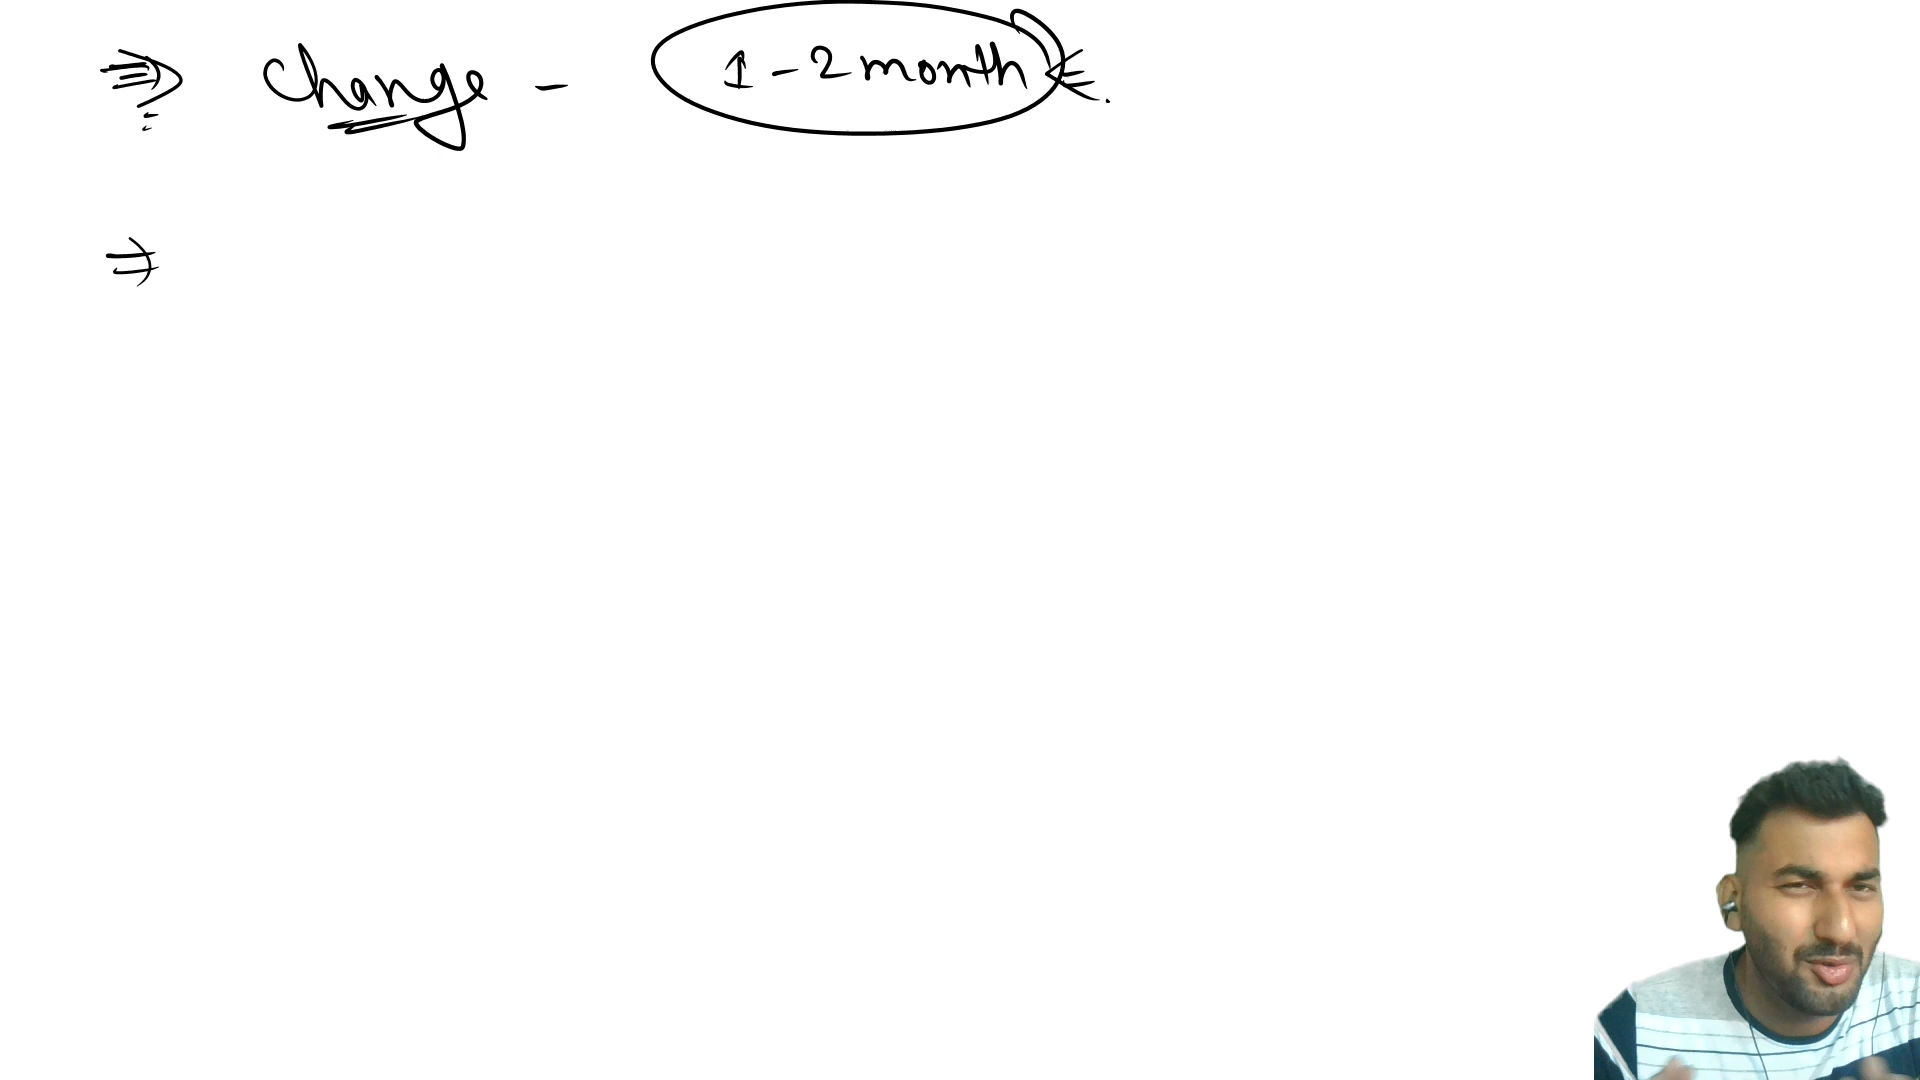 ⇒ Change - 1-2 month
⇒